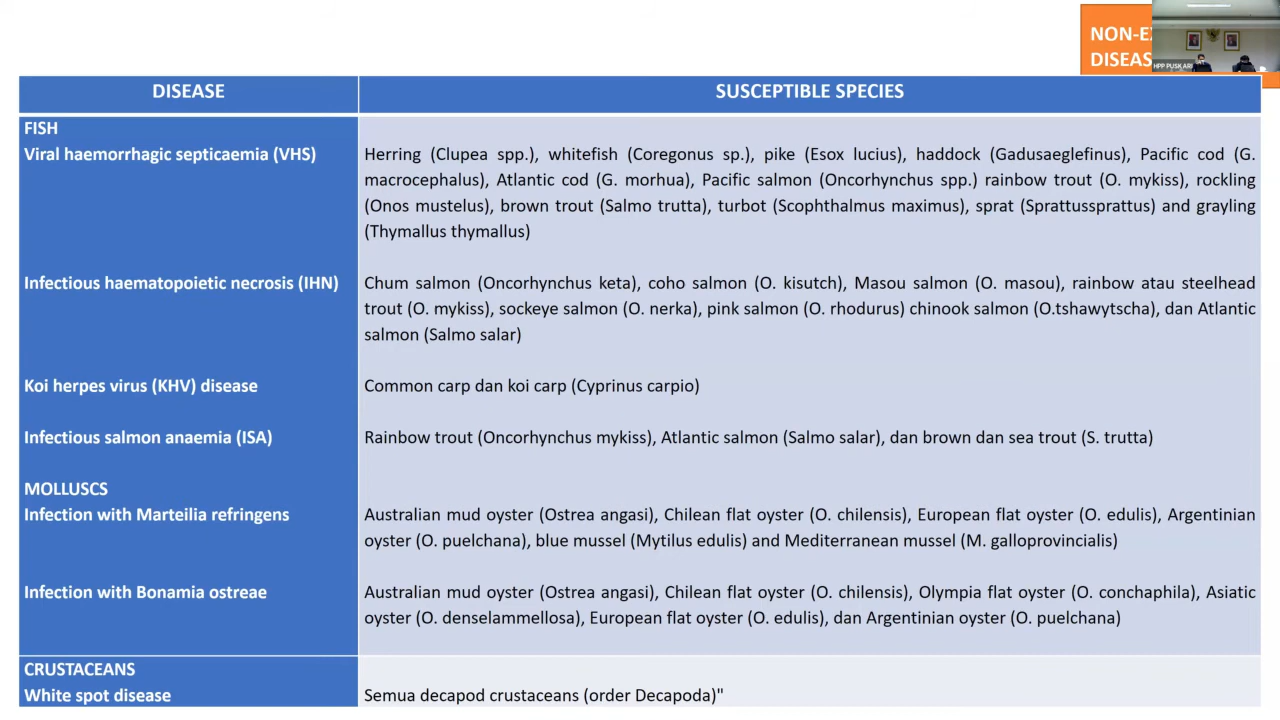 NON-E
DISEAS
HPP PUSKARI
DISEASE
SUSCEPTIBLE SPECIES
FISH
Viral haemorrhagic septicaemia (VHS)
Herring (Clupea spp.), whitefish (Coregonus sp.), pike (Esox lucius), haddock (Gadusaeglefinus), Pacific cod (G.
macrocephalus), Atlantic cod (G. morhua), Pacific salmon (Oncorhynchus spp.) rainbow trout (O. mykiss), rockling
(Onos mustelus), brown trout (Salmo trutta), turbot (Scophthalmus maximus), sprat (Sprattussprattus) and grayling
(Thymallus thymallus)
Infectious haematopoietic necrosis (IHN)
Chum salmon (Oncorhynchus keta), coho salmon (O. kisutch), Masou salmon (O. masou), rainbow atau steelhead
trout (O. mykiss), sockeye salmon (O. nerka), pink salmon (O. rhodurus) chinook salmon (O.tshawytscha), dan Atlantic
salmon (Salmo salar)
Koi herpes virus (KHV) disease
Common carp dan koi carp (Cyprinus carpio)
Infectious salmon anaemia (ISA)
Rainbow trout (Oncorhynchus mykiss), Atlantic salmon (Salmo salar), dan brown dan sea trout (S. trutta)
MOLLUSCS
Infection with Marteilia refringens
Australian mud oyster (Ostrea angasi), Chilean flat oyster (O. chilensis), European flat oyster (O. edulis), Argentinian
oyster (O. puelchana), blue mussel (Mytilus edulis) and Mediterranean mussel (M. galloprovincialis)
Infection with Bonamia ostreae
Australian mud oyster (Ostrea angasi), Chilean flat oyster (O. chilensis), Olympia flat oyster (O. conchaphila), Asiatic
oyster (O. denselammellosa), European flat oyster (O. edulis), dan Argentinian oyster (O. puelchana)
CRUSTACEANS
White spot disease
Semua decapod crustaceans (order Decapoda)"